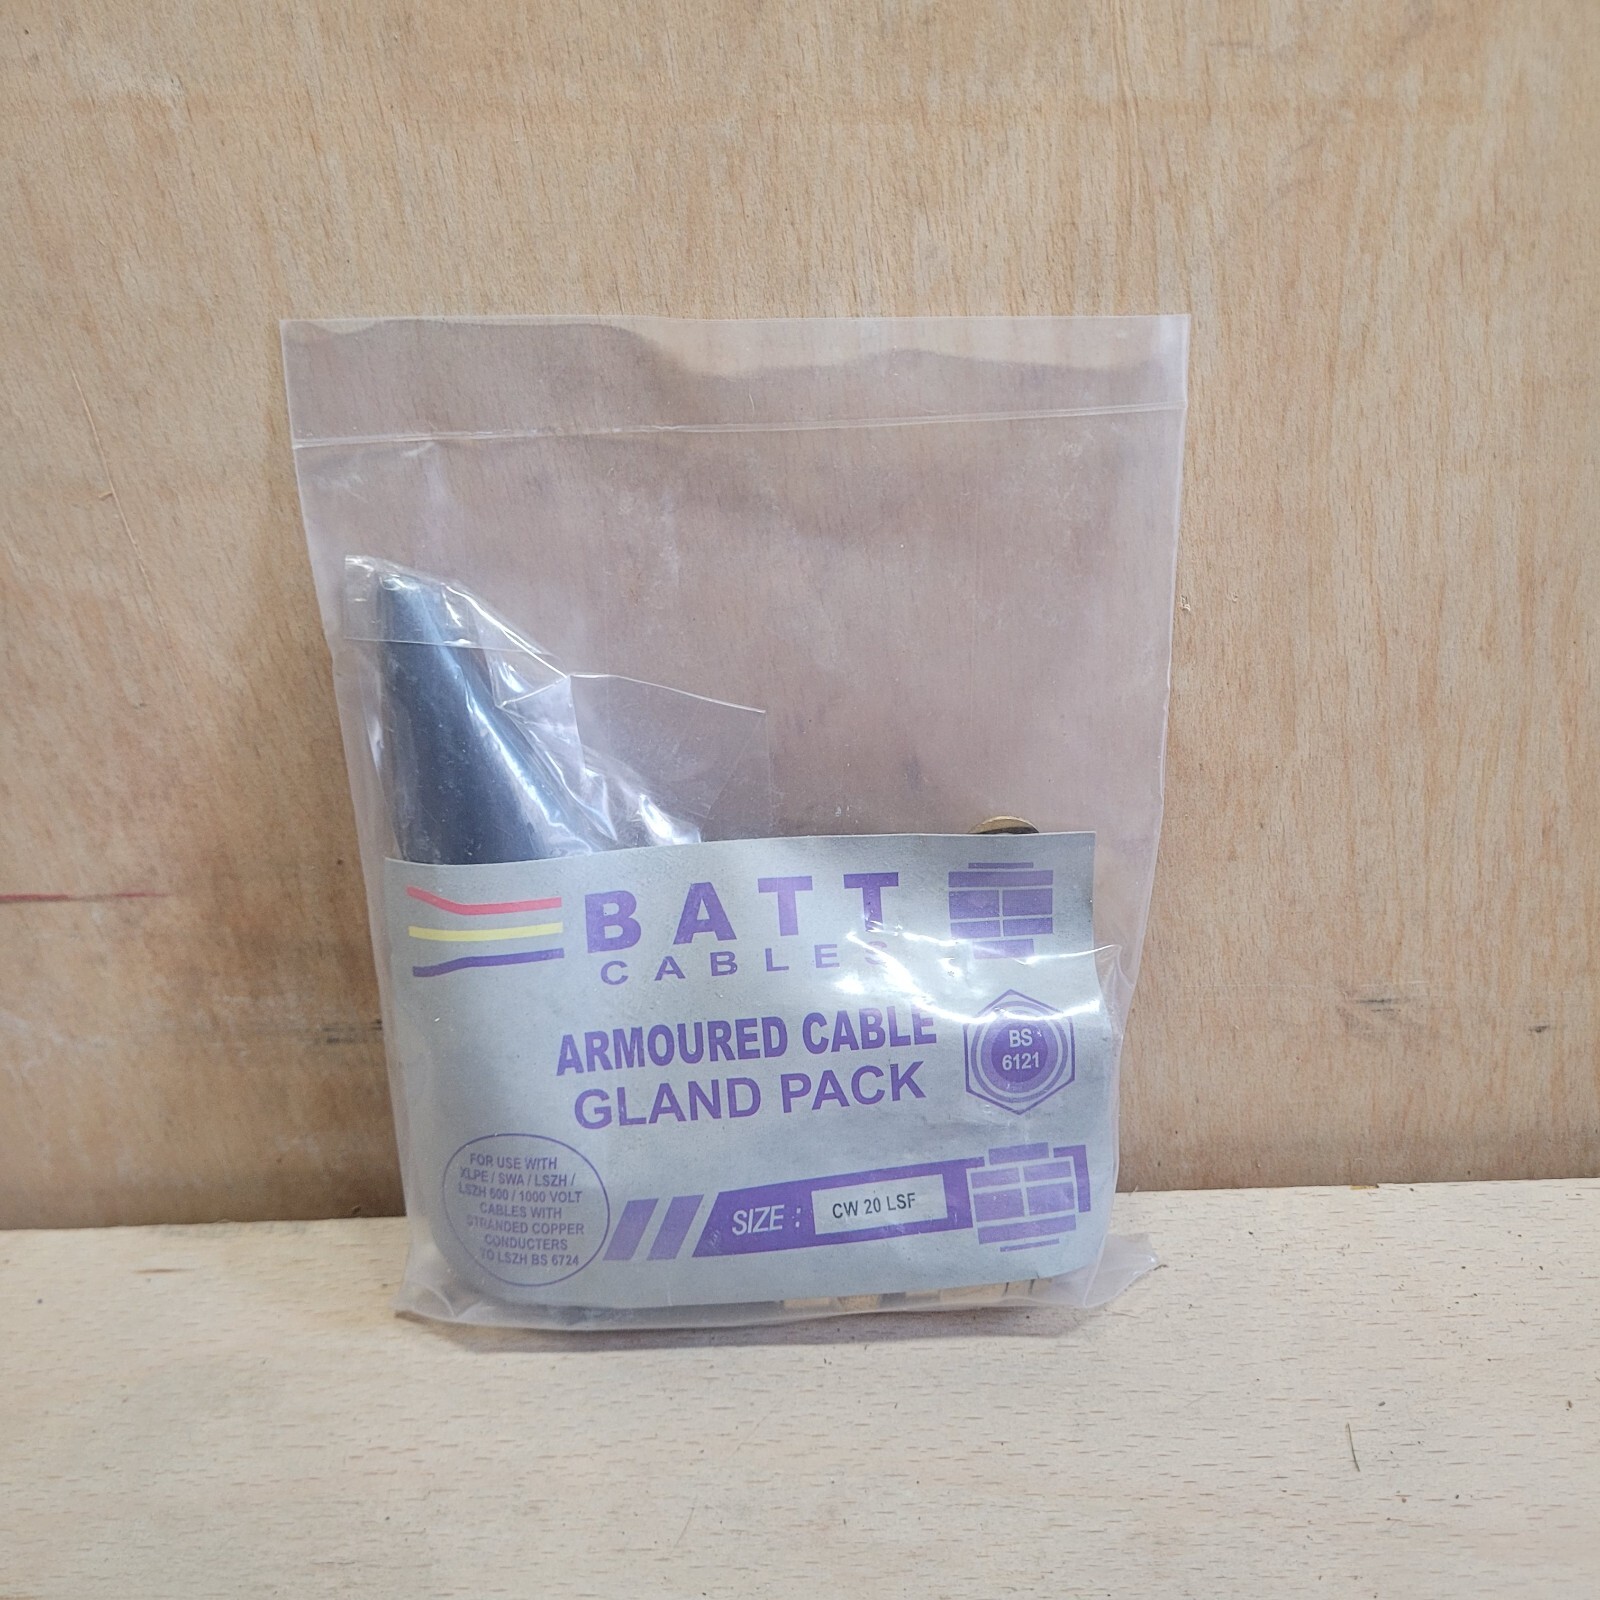 BATT
CABLES
ARMOURED CABLE
GLAND PACK
BS
6121
FOR USE WITH
XLPE / SWA / LSZH /
LSZH 600 / 1000 VOLT
CABLES WITH
STRANDED COPPER
CONDUCTERS
TO LSZH BS 6724
SIZE : CW 20 LSF